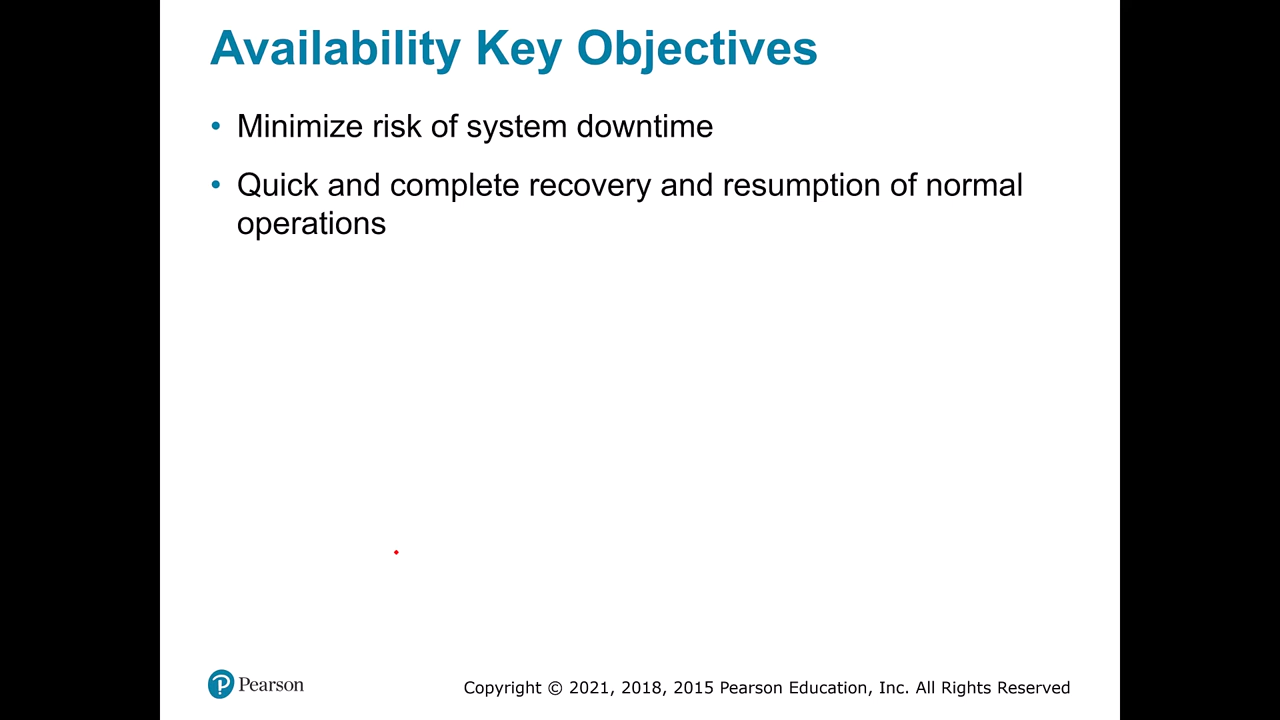 Availability Key Objectives
• Minimize risk of system downtime
• Quick and complete recovery and resumption of normal
operations
Pearson
Copyright © 2021, 2018, 2015 Pearson Education, Inc. All Rights Reserved